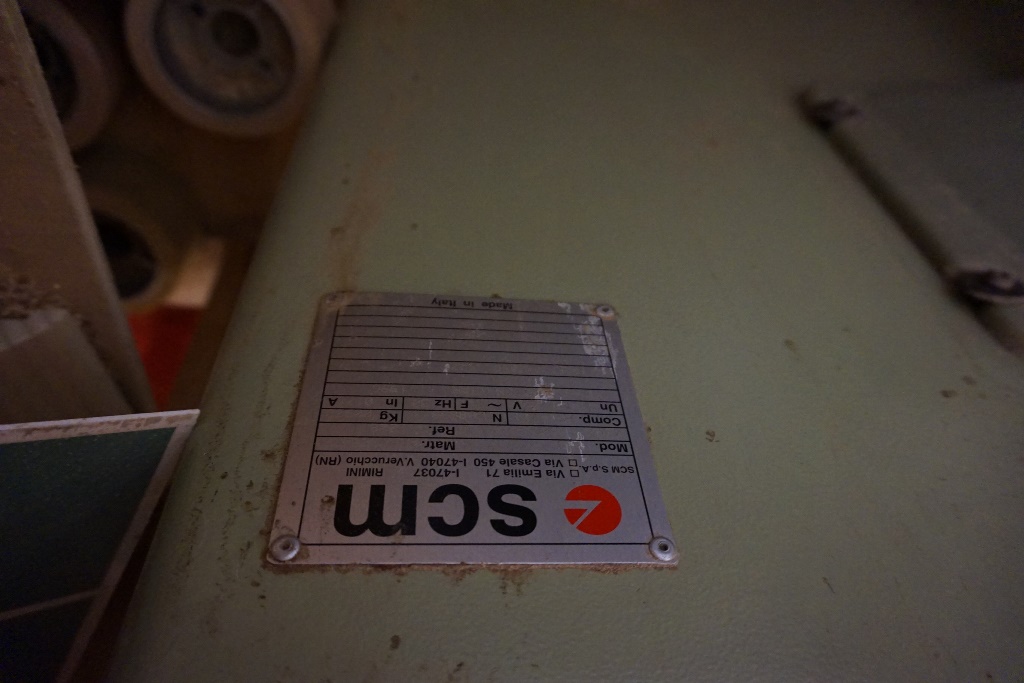 scm
SCM S.p.A. □ Via Emilia 71 I-47037 RIMINI
□ Via Casale 450 I-47040 V.Verucchio (RN)
Mod. Matr.
Ref.
Comp. N Kg
Un V ~ F Hz In A
Made in Italy